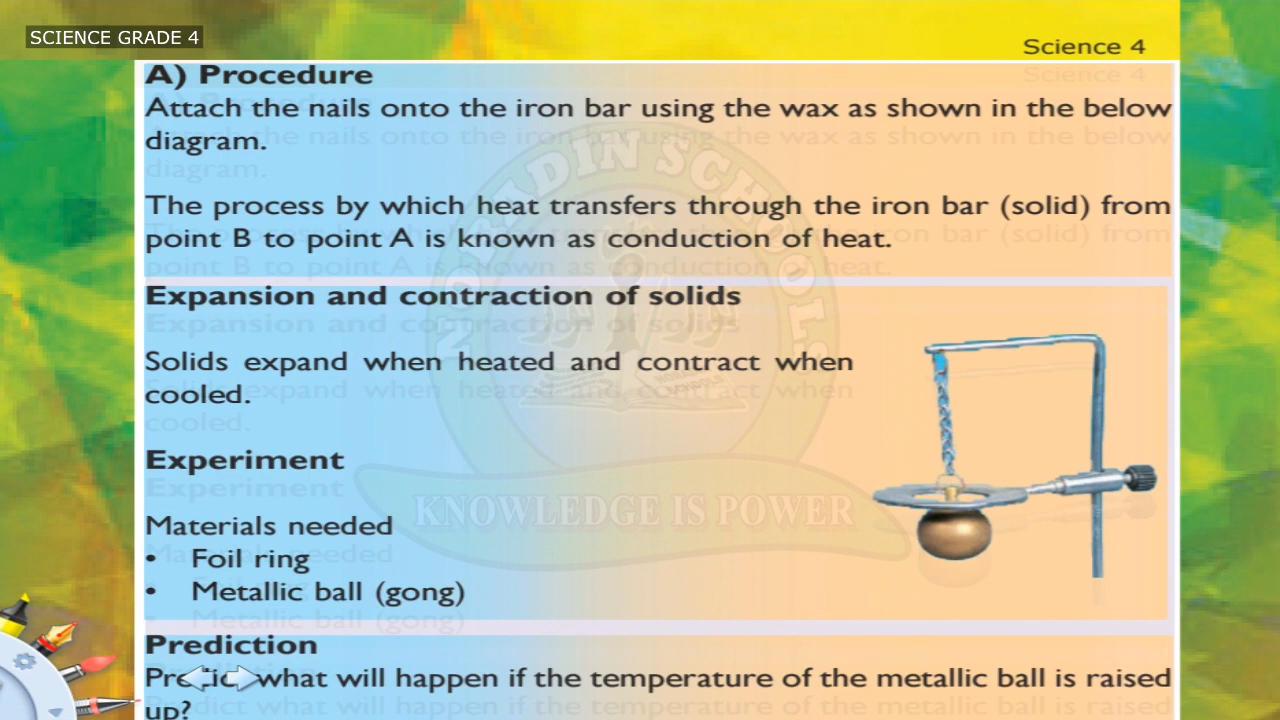 SCIENCE GRADE 4
Science 4
A) Procedure
Attach the nails onto the iron bar using the wax as shown in the below
diagram.
The process by which heat transfers through the iron bar (solid) from
point B to point A is known as conduction of heat.
Expansion and contraction of solids
Solids expand when heated and contract when
cooled.
Experiment
Materials needed
• Foil ring
• Metallic ball (gong)
Prediction
what will happen if the temperature of the metallic ball is raised
up?
KNOWLEDGE IS POWER